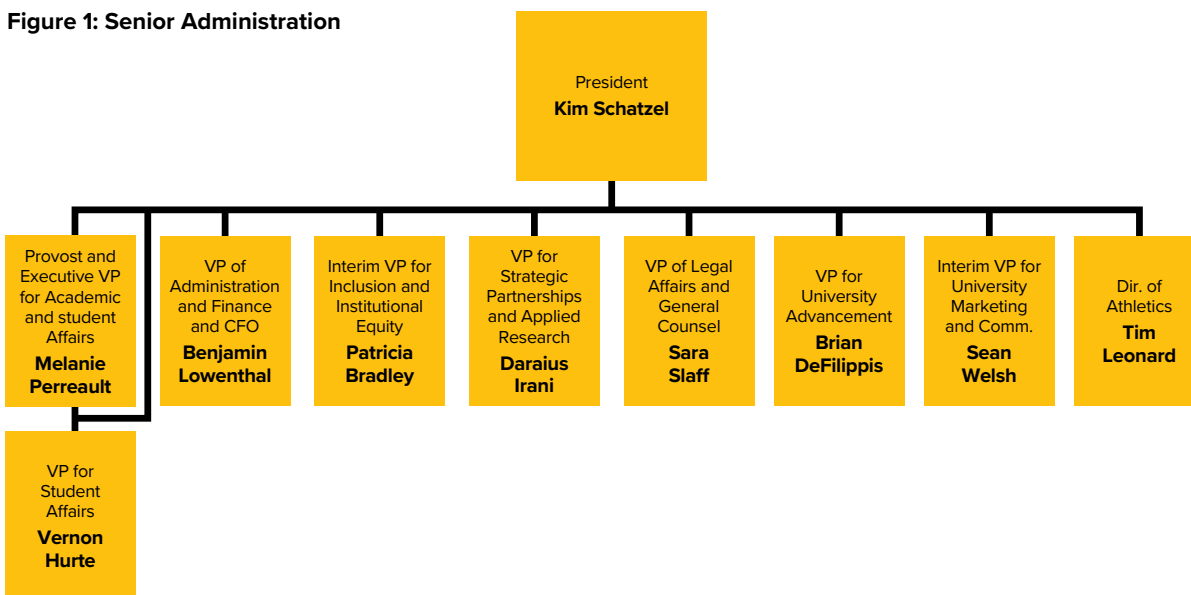 Figure 1: Senior Administration
President
Kim Schatzel
Provost and
Executive VP
for Academic
and student
Affairs
Melanie
Perreault
VP of
Administration
and Finance
and CFO
Benjamin
Lowenthal
Interim VP for
Inclusion and
Institutional
Equity
Patricia
Bradley
VP for
Strategic
Partnerships
and Applied
Research
Daraius
Irani
VP of Legal
Affairs and
General
Counsel
Sara
Slaff
VP for
University
Advancement
Brian
DeFilippis
Interim VP for
University
Marketing
and Comm.
Sean
Welsh
Dir. of
Athletics
Tim
Leonard
VP for
Student
Affairs
Vernon
Hurte